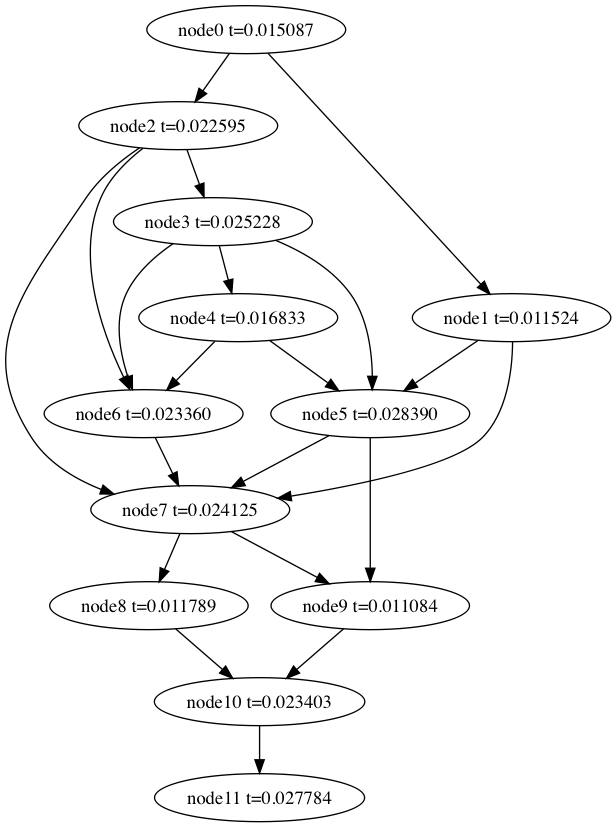 node0 t=0.015087
node2 t=0.022595
node3 t=0.025228
node4 t=0.016833
node1 t=0.011524
node6 t=0.023360
node5 t=0.028390
node7 t=0.024125
node8 t=0.011789
node9 t=0.011084
node10 t=0.023403
node11 t=0.027784